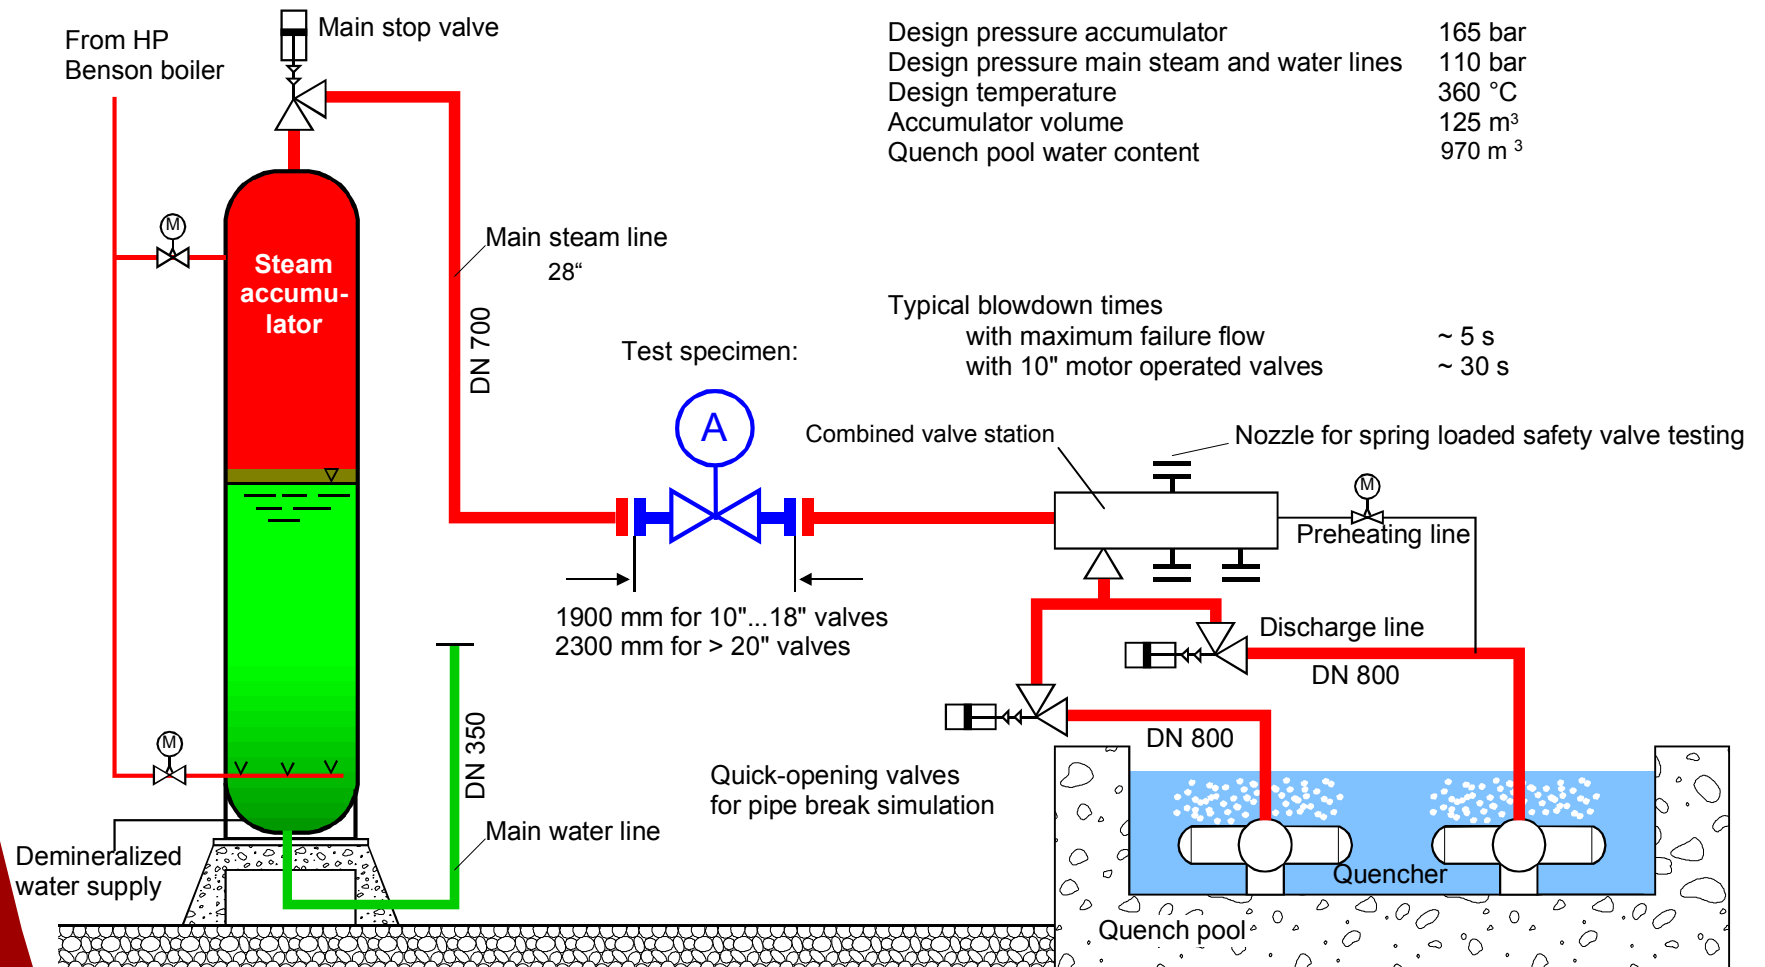 From HP
Benson boiler
Main stop valve
Design pressure accumulator 165 bar
Design pressure main steam and water lines 110 bar
Design temperature 360 °C
Accumulator volume 125 m³
Quench pool water content 970 m ³
M
Steam
accumu-
lator
Main steam line
28“
DN 700
Typical blowdown times
with maximum failure flow ~ 5 s
with 10" motor operated valves ~ 30 s
Test specimen:
A
Combined valve station
Nozzle for spring loaded safety valve testing
M
Preheating line
1900 mm for 10"...18" valves
2300 mm for > 20" valves
Discharge line
DN 800
DN 800
M
DN 350
Quick-opening valves
for pipe break simulation
Main water line
Demineralized
water supply
Quencher
Quench pool